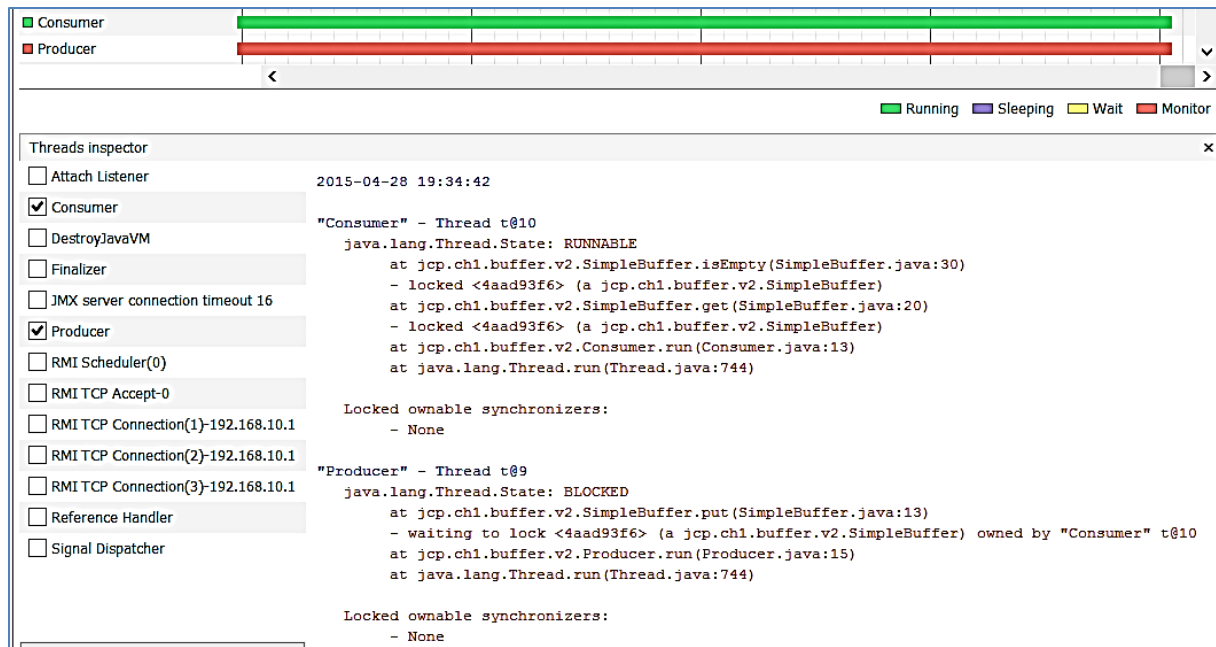 Consumer
Producer
Running Sleeping Wait Monitor
Threads inspector
Attach Listener
Consumer
DestroyJavaVM
Finalizer
JMX server connection timeout 16
Producer
RMI Scheduler(0)
RMI TCP Accept-0
RMI TCP Connection(1)-192.168.10.1
RMI TCP Connection(2)-192.168.10.1
RMI TCP Connection(3)-192.168.10.1
Reference Handler
Signal Dispatcher
2015-04-28 19:34:42
"Consumer" - Thread t@10
java.lang.Thread.State: RUNNABLE
at jcp.ch1.buffer.v2.SimpleBuffer.isEmpty(SimpleBuffer.java:30)
- locked <4aad93f6> (a jcp.ch1.buffer.v2.SimpleBuffer)
at jcp.ch1.buffer.v2.SimpleBuffer.get(SimpleBuffer.java:20)
- locked <4aad93f6> (a jcp.ch1.buffer.v2.SimpleBuffer)
at jcp.ch1.buffer.v2.Consumer.run(Consumer.java:13)
at java.lang.Thread.run(Thread.java:744)
Locked ownable synchronizers:
- None
"Producer" - Thread t@9
java.lang.Thread.State: BLOCKED
at jcp.ch1.buffer.v2.SimpleBuffer.put(SimpleBuffer.java:13)
- waiting to lock <4aad93f6> (a jcp.ch1.buffer.v2.SimpleBuffer) owned by "Consumer" t@10
at jcp.ch1.buffer.v2.Producer.run(Producer.java:15)
at java.lang.Thread.run(Thread.java:744)
Locked ownable synchronizers:
- None